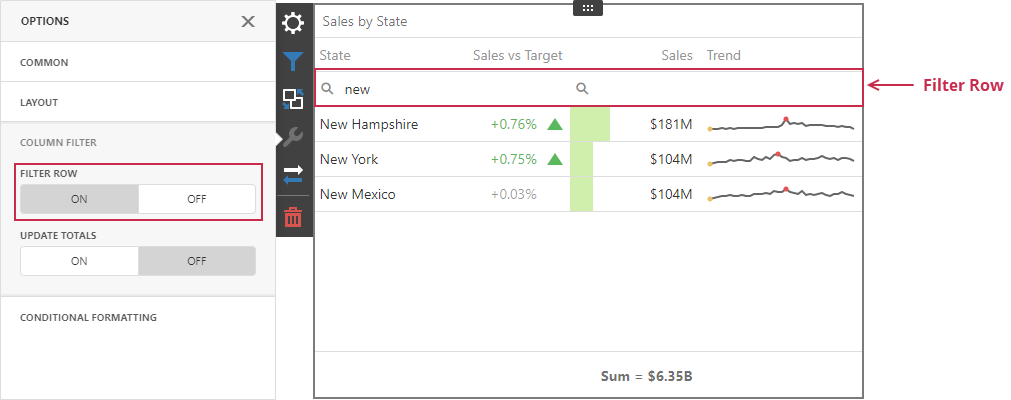 OPTIONS
COMMON
LAYOUT
COLUMN FILTER
FILTER ROW
ON OFF
UPDATE TOTALS
ON OFF
CONDITIONAL FORMATTING
Sales by State
State Sales vs Target Sales Trend
new
New Hampshire +0.76% $181M
New York +0.75% $104M
New Mexico +0.03% $104M
Sum = $6.35B
Filter Row